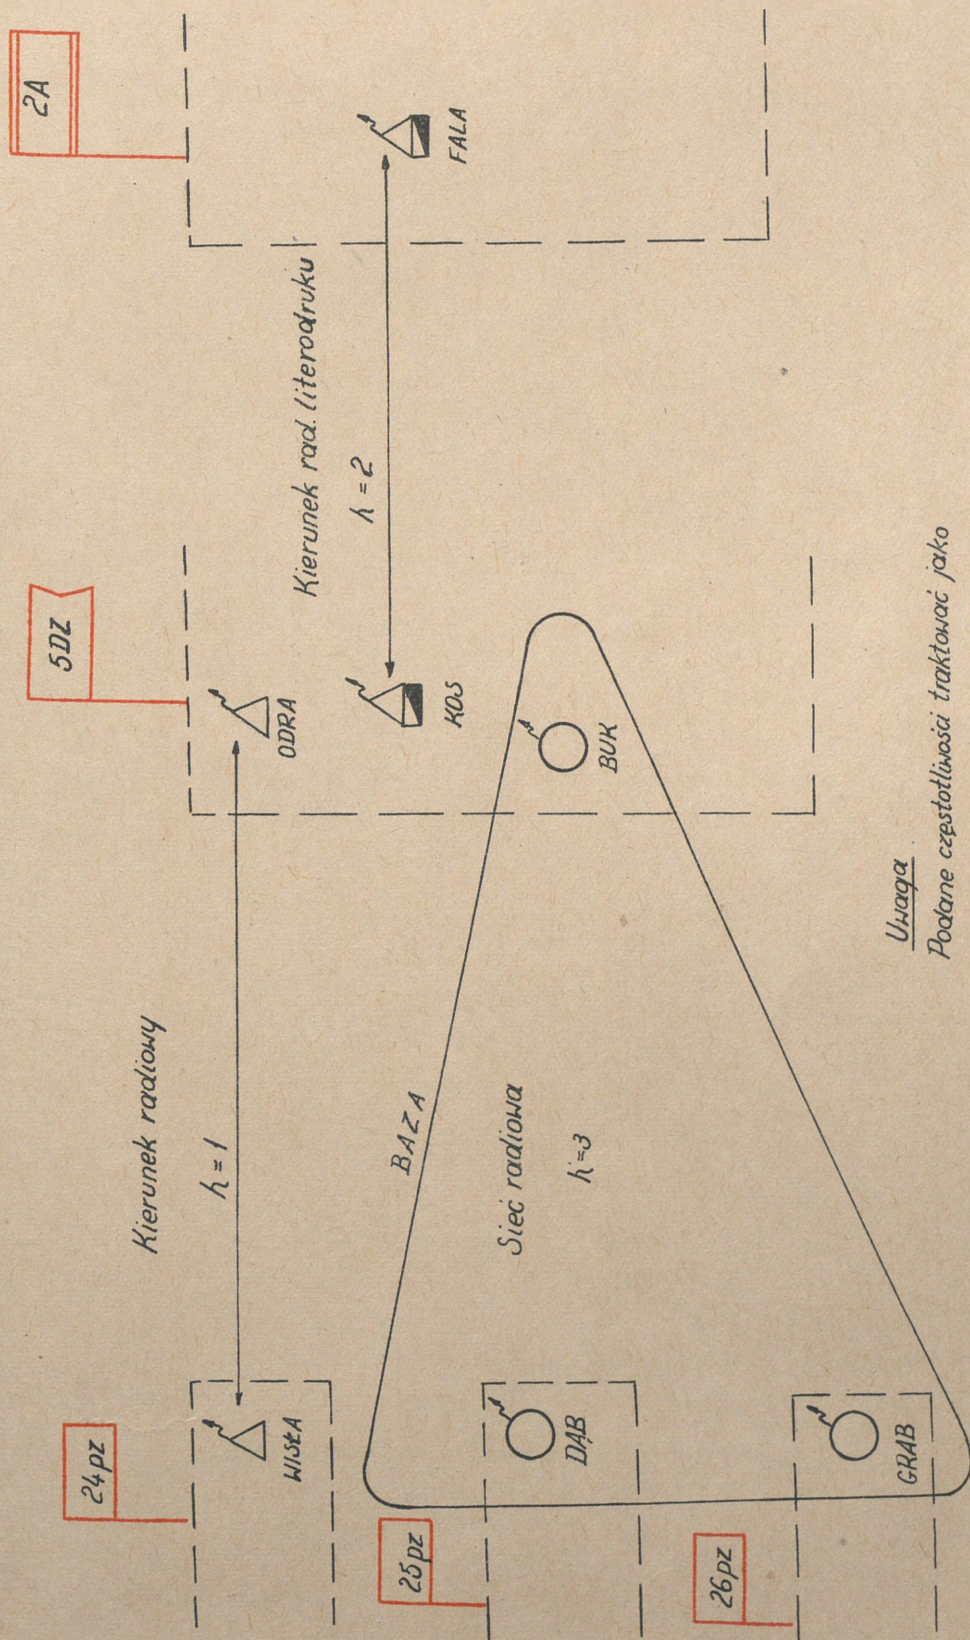 24pz
5DZ
2A
Kierunek radiowy
h=1
WISŁA
ODRA
Kierunek rad. literodruku
h=2
KOS
FALA
25pz
BAZA
Sieć radiowa
h=3
DĄB
BUK
26pz
GRAB
Uwaga
Podane częstotliwości traktować jako